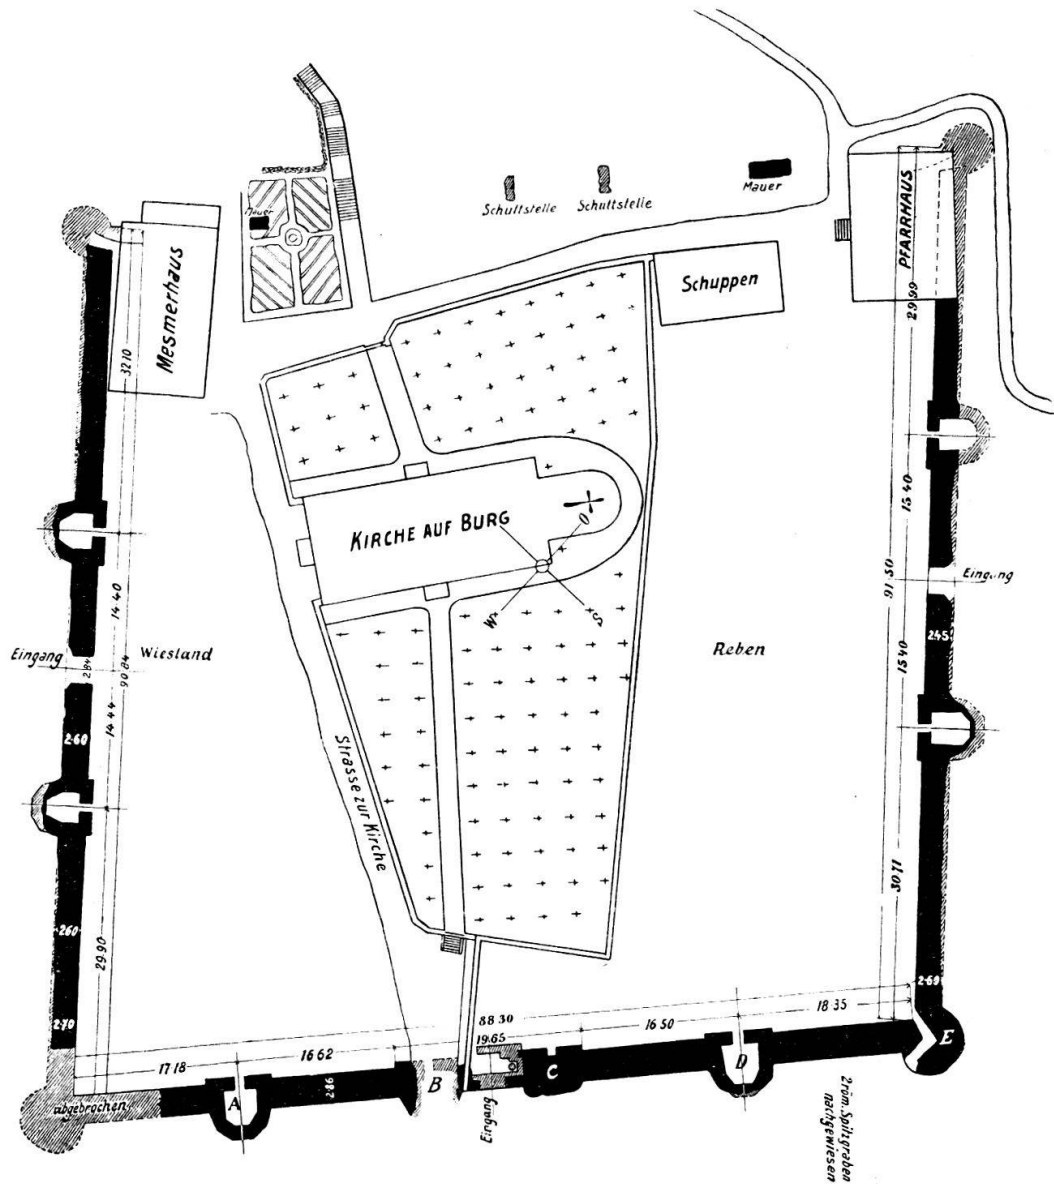 Mauer
Schuttstelle
Schuttstelle
Mauer
PFARRHAUS
Mesmerhaus
Schuppen
29.99
32.10
KIRCHE AUF BURG
O
W
S
15.40
14.40
91.50
Eingang
Eingang
2.84
Wiesland
90.84
Reben
2.45
15.40
14.44
2.60
Strasse zur Kirche
30.71
2.60
29.90
2.69
2.70
88.30
18.35
19.65
16.50
16.62
17.18
2.86
abgebrochen
A
B
C
D
E
Eingang
2 röm. Spitzgraben
nachgewiesen